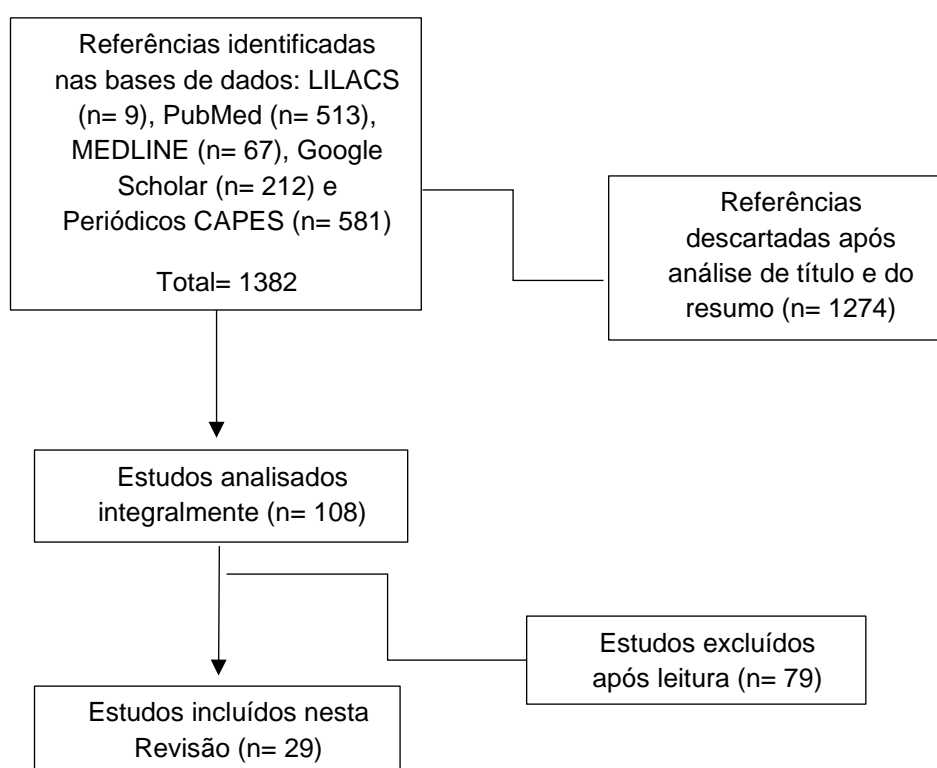 Referências identificadas
nas bases de dados: LILACS
(n= 9), PubMed (n= 513),
MEDLINE (n= 67), Google
Scholar (n= 212) e
Periódicos CAPES (n= 581)
Total= 1382
Referências
descartadas após
análise de título e do
resumo (n= 1274)
Estudos analisados
integralmente (n= 108)
Estudos excluídos
após leitura (n= 79)
Estudos incluídos nesta
Revisão (n= 29)